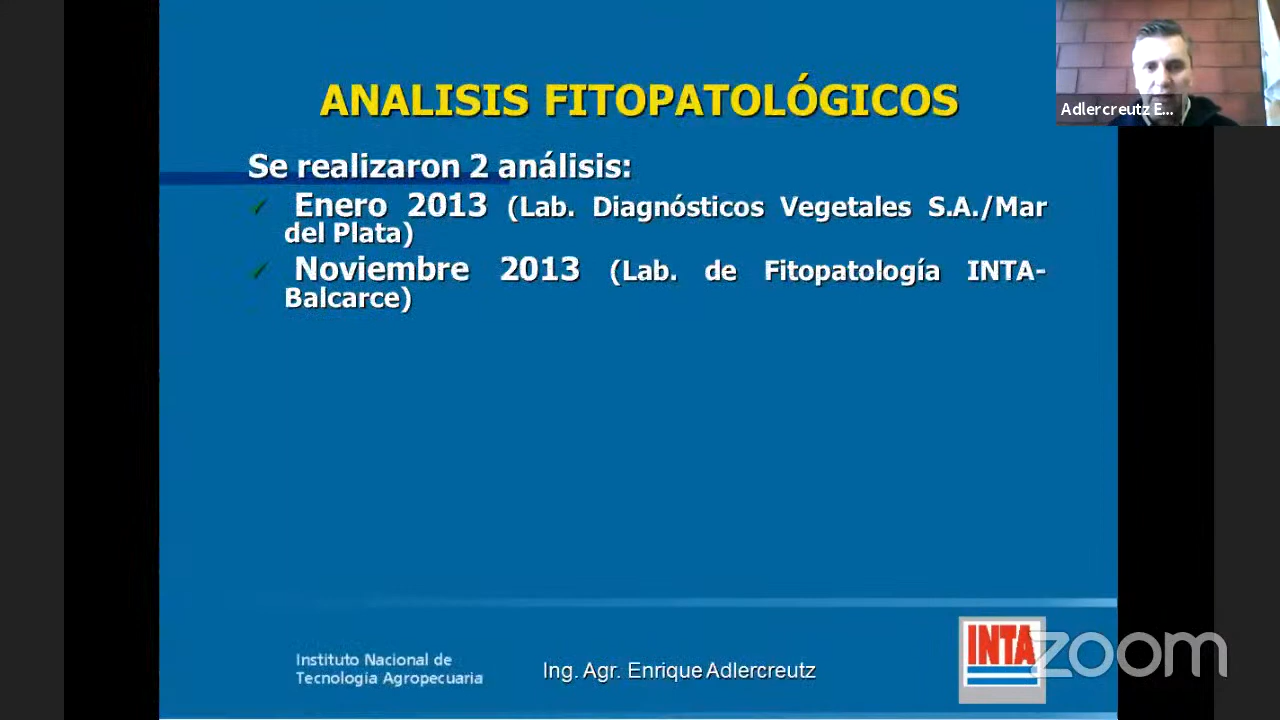 ANALISIS FITOPATOLÓGICOS
Se realizaron 2 análisis:
Enero 2013 (Lab. Diagnósticos Vegetales S.A./Mar
del Plata)
Noviembre 2013 (Lab. de Fitopatología INTA-
Balcarce)
Adlercreutz E...
Instituto Nacional de
Tecnología Agropecuaria
Ing. Agr. Enrique Adlercreutz
INTA
zoom